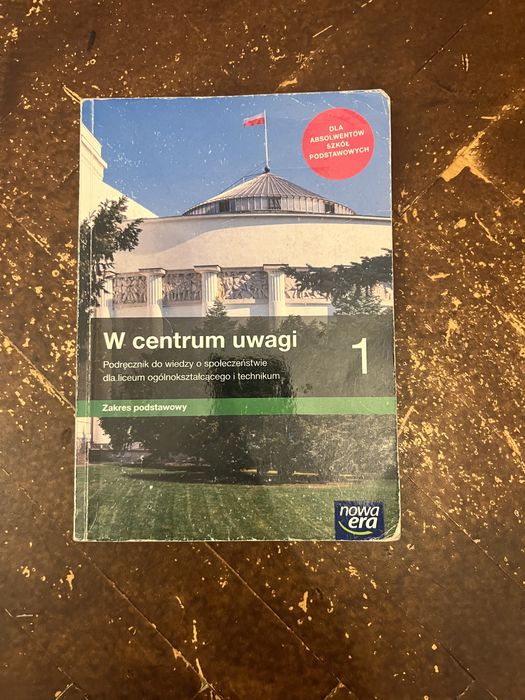 DLA
ABSOLWENTÓW
SZKÓŁ
PODSTAWOWYCH
W centrum uwagi
1
Podręcznik do wiedzy o społeczeństwie
dla liceum ogólnokształcącego i technikum
Zakres podstawowy
nowa
era